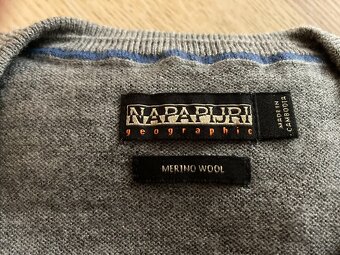 NAPAPIJRI
geographic
MADE IN
CAMBODIA
MERINO WOOL